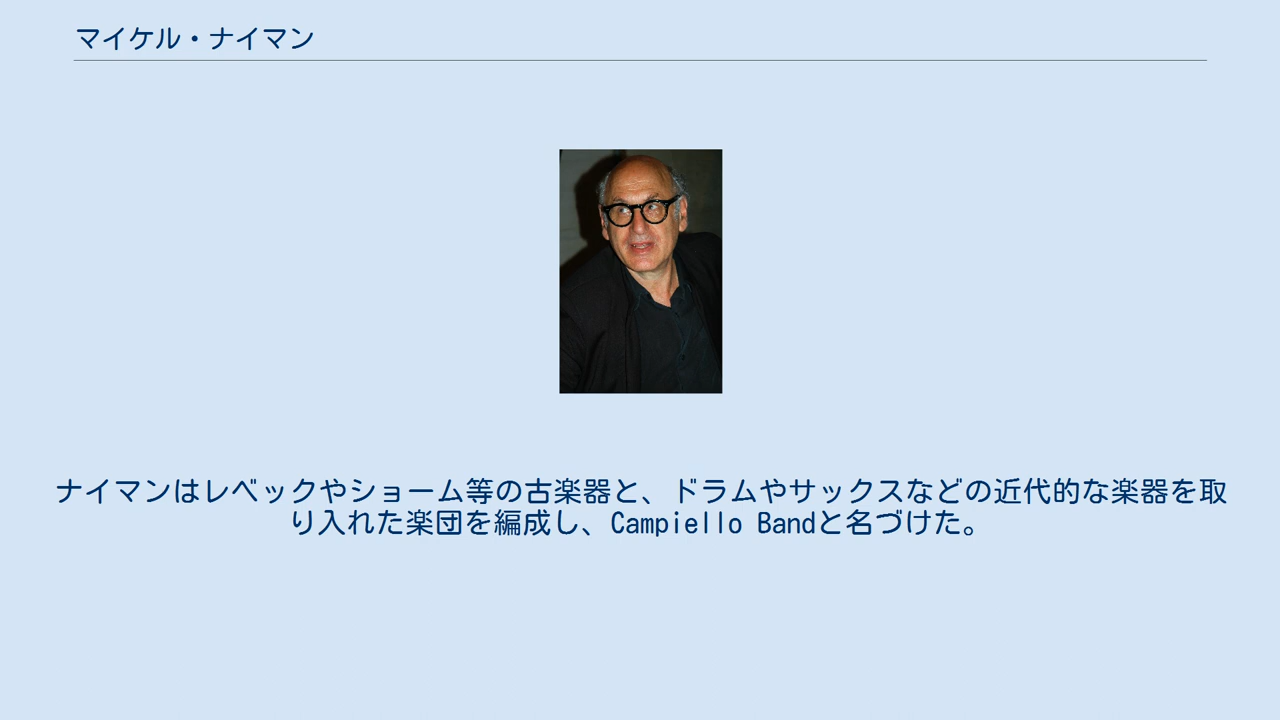 マイケル・ナイマン
ナイマンはレベックやショーム等の古楽器と、ドラムやサックスなどの近代的な楽器を取
り入れた楽団を編成し、Campiello Bandと名づけた。